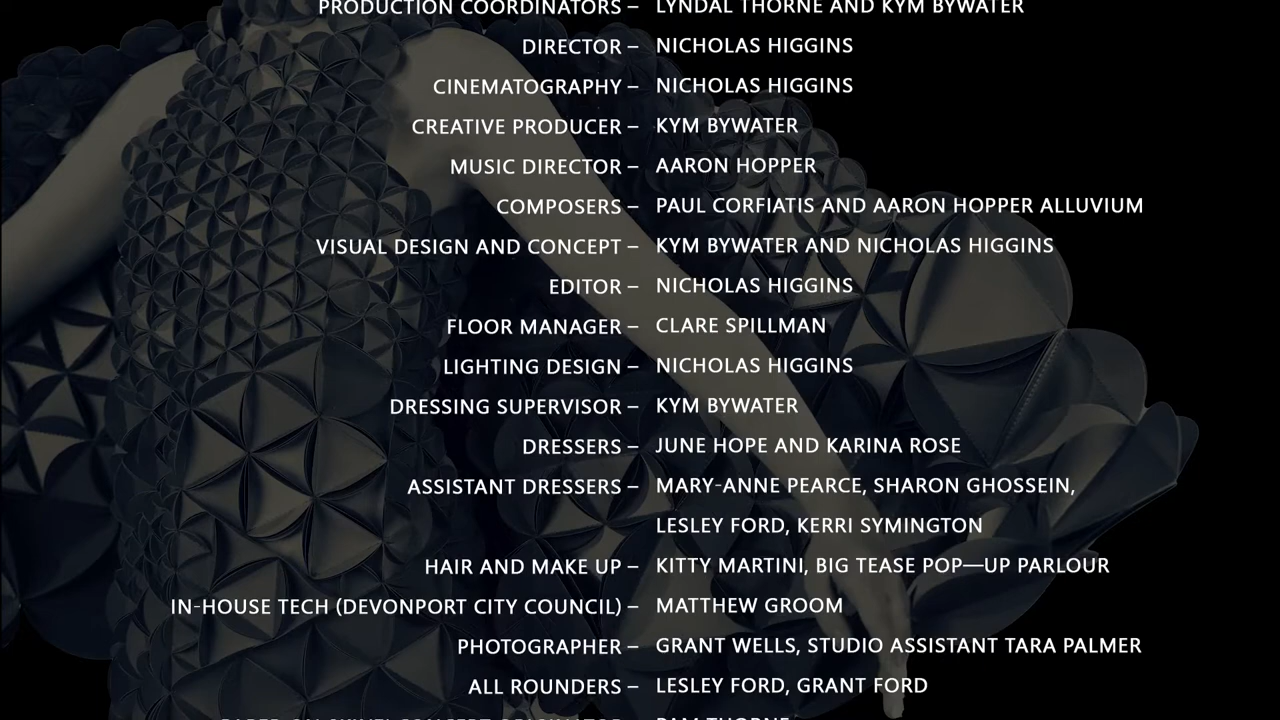 PRODUCTION COORDINATORS – LYNDAL THORNE AND KYM BYWATER
DIRECTOR – NICHOLAS HIGGINS
CINEMATOGRAPHY – NICHOLAS HIGGINS
CREATIVE PRODUCER – KYM BYWATER
MUSIC DIRECTOR – AARON HOPPER
COMPOSERS – PAUL CORFIATIS AND AARON HOPPER ALLUVIUM
VISUAL DESIGN AND CONCEPT – KYM BYWATER AND NICHOLAS HIGGINS
EDITOR – NICHOLAS HIGGINS
FLOOR MANAGER – CLARE SPILLMAN
LIGHTING DESIGN – NICHOLAS HIGGINS
DRESSING SUPERVISOR – KYM BYWATER
DRESSERS – JUNE HOPE AND KARINA ROSE
ASSISTANT DRESSERS – MARY-ANNE PEARCE, SHARON GHOSSEIN,
LESLEY FORD, KERRI SYMINGTON
HAIR AND MAKE UP – KITTY MARTINI, BIG TEASE POP—UP PARLOUR
IN-HOUSE TECH (DEVONPORT CITY COUNCIL) – MATTHEW GROOM
PHOTOGRAPHER – GRANT WELLS, STUDIO ASSISTANT TARA PALMER
ALL ROUNDERS – LESLEY FORD, GRANT FORD
PAM THORNE